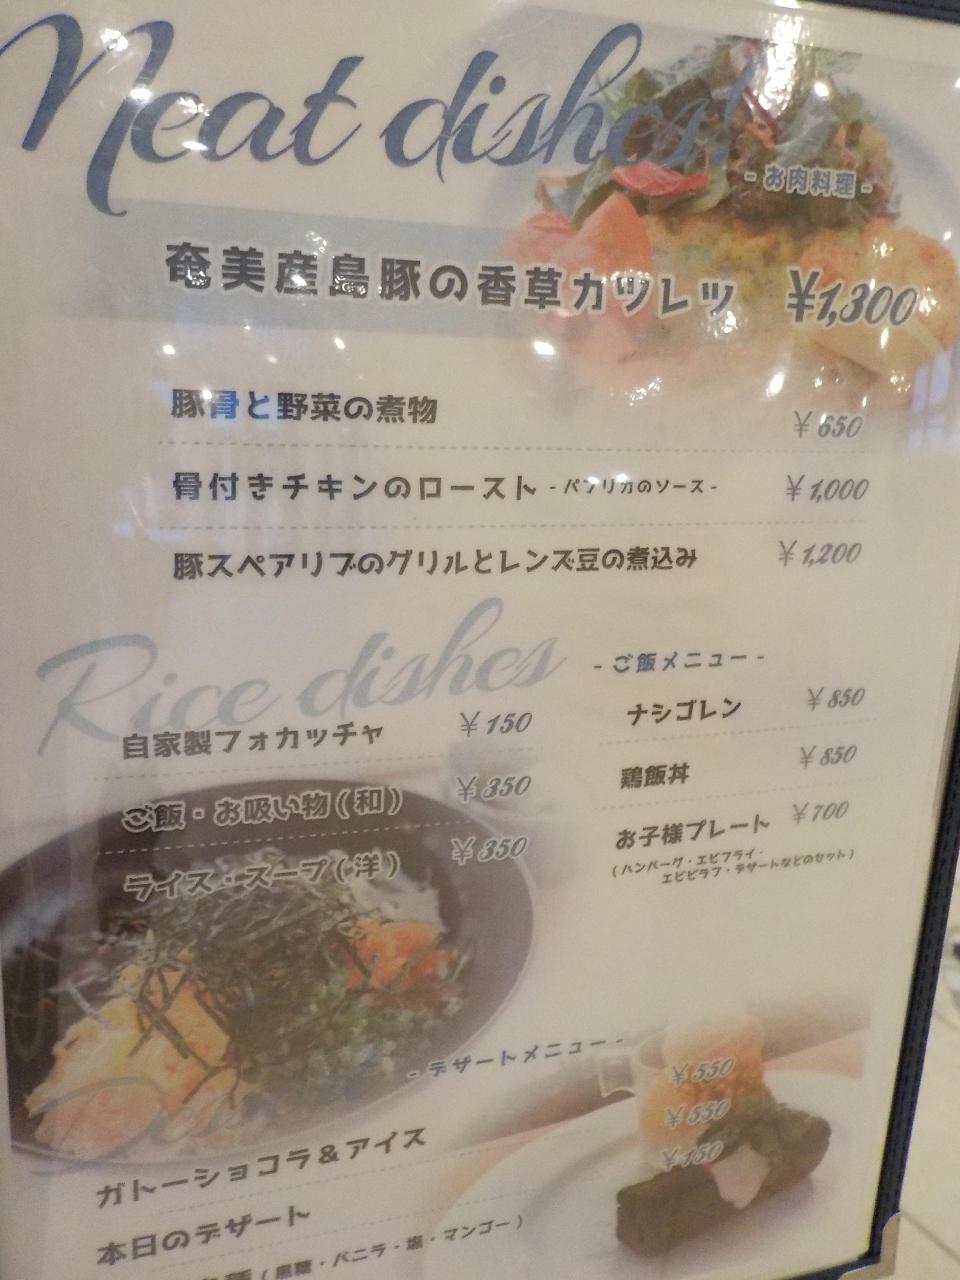 Meat dishes!
- お肉料理 -
奄美産島豚の香草カツレツ ¥1,300
豚骨と野菜の煮物 ¥650
骨付きチキンのロースト - パプリカのソース - ¥1,000
豚スペアリブのグリルとレンズ豆の煮込み ¥1,200
Rice dishes
- ご飯メニュー -
自家製フォカッチャ ¥150
ご飯・お吸い物(和) ¥350
ライス・スープ(洋) ¥350
ナシゴレン ¥850
鶏飯丼 ¥850
お子様プレート ¥700
(ハンバーグ・エビフライ・
エビピラフ・デザートなどのセット)
- デザートメニュー -
ガトーショコラ&アイス ¥550
本日のデザート ¥550
(黒糖・バニラ・塩・マンゴー) ¥150